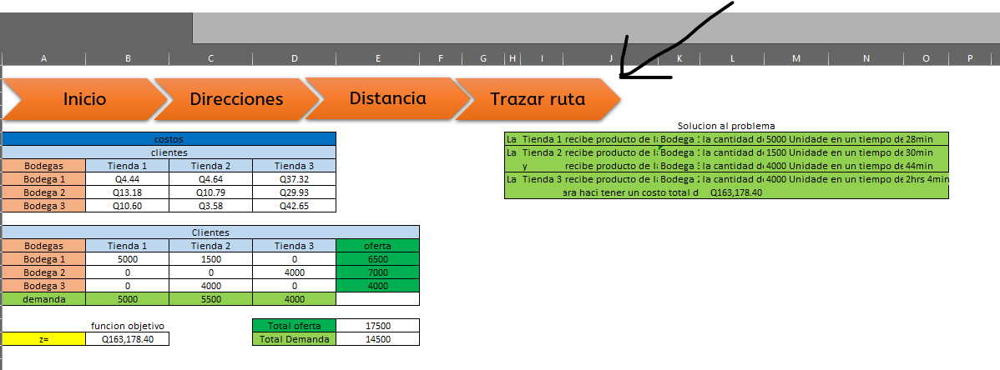 A B C D E F G H I J K L M N O P
Inicio Direcciones Distancia Trazar ruta
Solucion al problema
costos
clientes
Bodegas Tienda 1 Tienda 2 Tienda 3
Bodega 1 Q4.44 Q4.64 Q37.32
Bodega 2 Q13.18 Q10.79 Q29.93
Bodega 3 Q10.60 Q3.58 Q42.65
La Tienda 1 recibe producto de la Bodega 1 la cantidad de 5000 Unidade en un tiempo de 28min
La Tienda 2 recibe producto de la Bodega 1 la cantidad de 1500 Unidade en un tiempo de 30min
y recibe producto de la Bodega 3 la cantidad de 4000 Unidade en un tiempo de 44min
La Tienda 3 recibe producto de la Bodega 2 la cantidad de 4000 Unidade en un tiempo de 2hrs 4min
ara haci tener un costo total d Q163,178.40
Clientes
Bodegas Tienda 1 Tienda 2 Tienda 3 oferta
Bodega 1 5000 1500 0 6500
Bodega 2 0 0 4000 7000
Bodega 3 0 4000 0 4000
demanda 5000 5500 4000
funcion objetivo
z= Q163,178.40
Total oferta 17500
Total Demanda 14500